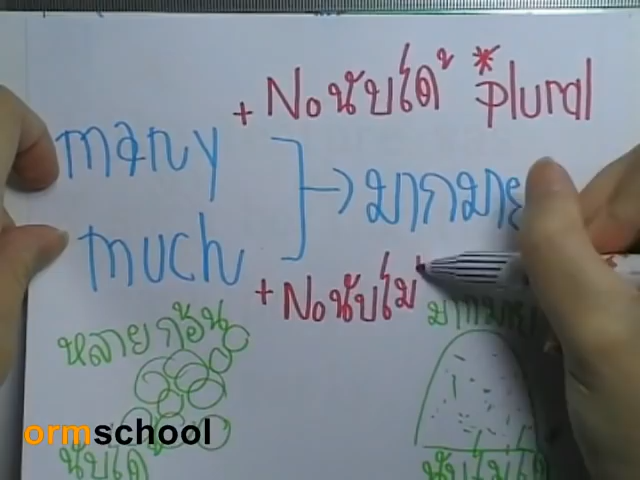 + No นับได้ * plural
many
มากมาย
much
+ No นับไม่
หลายก้อน
มากมาย
ormschool
นับได้
นับไม่ได้